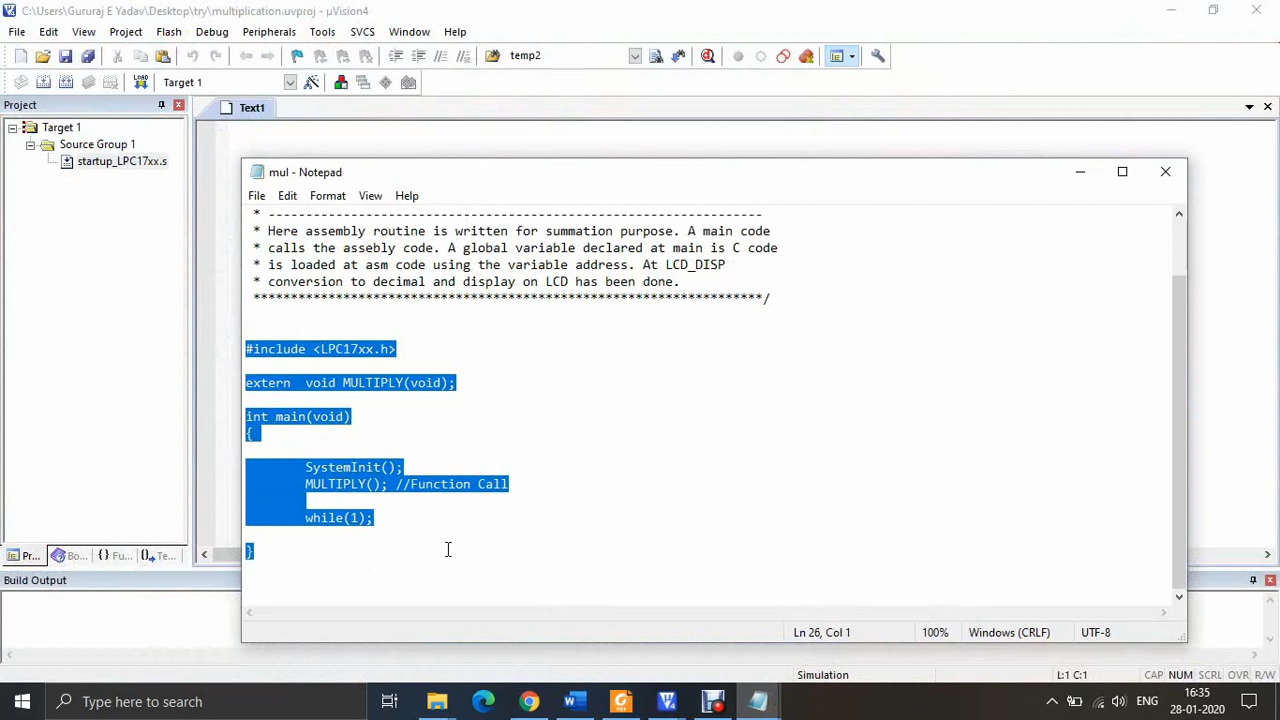 C:\Users\Gururaj E Yadav\Desktop\try\multiplication.uvproj - µVision4
File Edit View Project Flash Debug Peripherals Tools SVCS Window Help
temp2
LOAD Target 1
Project
Text1
Target 1
Source Group 1
startup_LPC17xx.s
mul - Notepad
File Edit Format View Help
* ------------------------------------------------------------------
* Here assembly routine is written for summation purpose. A main code
* calls the assebly code. A global variable declared at main is C code
* is loaded at asm code using the variable address. At LCD_DISP
* conversion to decimal and display on LCD has been done.
********************************************************************/
#include <LPC17xx.h>
extern  void MULTIPLY(void);
int main(void)
{
SystemInit();
MULTIPLY(); //Function Call
while(1);
}
Ln 26, Col 1 100% Windows (CRLF) UTF-8
Pr... Bo... {} Fu... Te...
Build Output
Simulation L:1 C:1 CAP NUM SCRL OVR R/W
Type here to search
ENG
16:35
28-01-2020